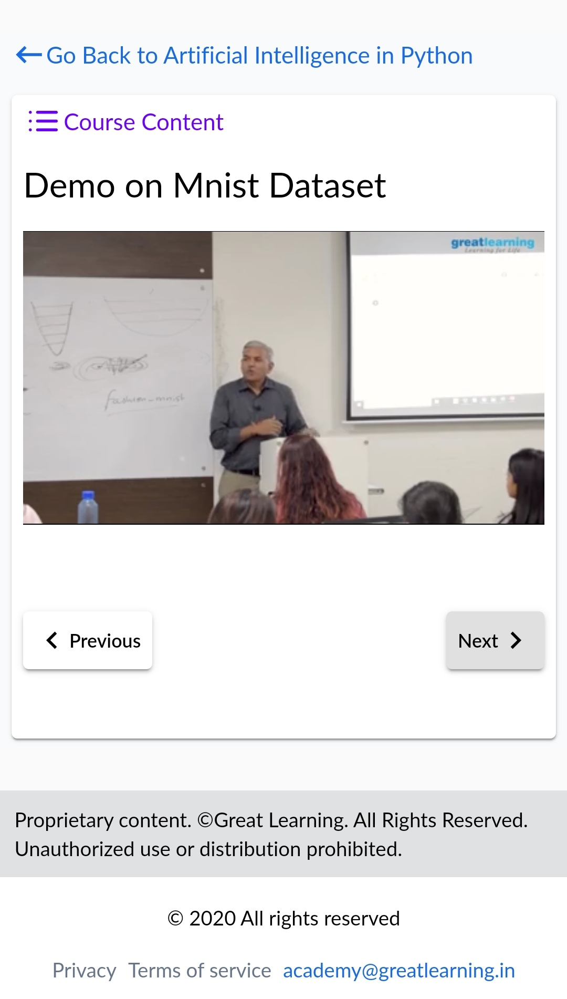 Go Back to Artificial Intelligence in Python
Course Content
Demo on Mnist Dataset
greatlearning
Learning for Life
fashion-mnist
Previous
Next
Proprietary content. ©Great Learning. All Rights Reserved.
Unauthorized use or distribution prohibited.
© 2020 All rights reserved
Privacy Terms of service academy@greatlearning.in